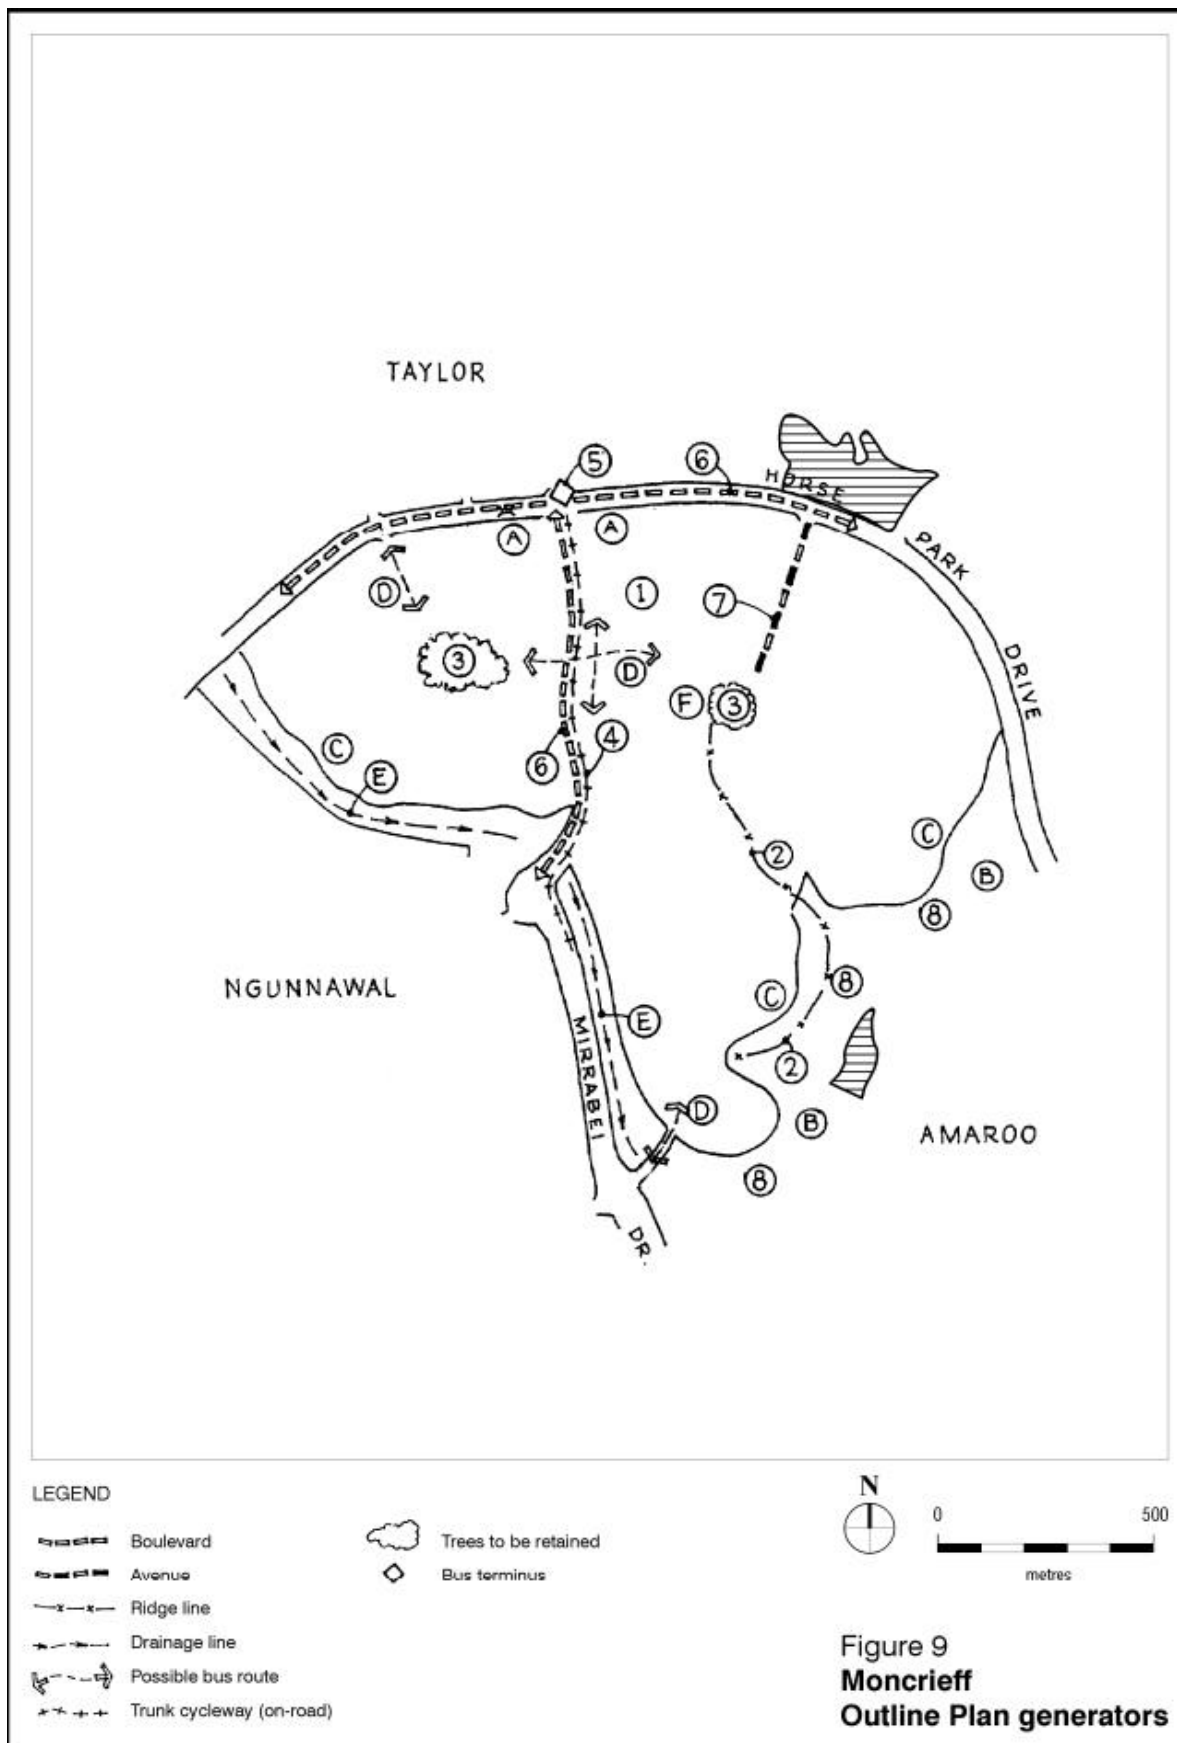 TAYLOR
5
6
HORSE
A
A
PARK
D
1
7
3
D
DRIVE
F
3
C
6
4
E
C
2
B
8
NGUNNAWAL
C
8
E
MIRRABEI
2
D
B
AMAROO
8
DR.
LEGEND
Boulevard
Avenue
Ridge line
Drainage line
Possible bus route
Trunk cycleway (on-road)
Trees to be retained
Bus terminus
N
0 500
metres
Figure 9
Moncrieff
Outline Plan generators